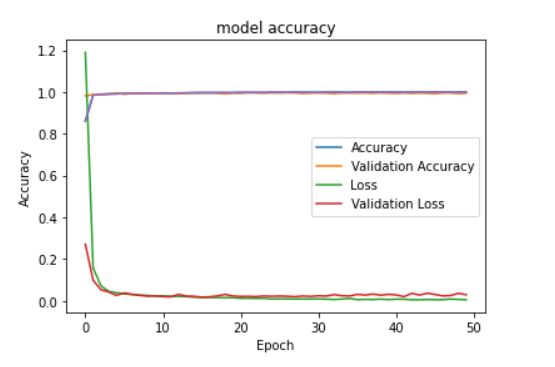 model accuracy
1.2
1.0
0.8
0.6
0.4
0.2
0.0
Accuracy
Accuracy
Validation Accuracy
Loss
Validation Loss
0 10 20 30 40 50
Epoch